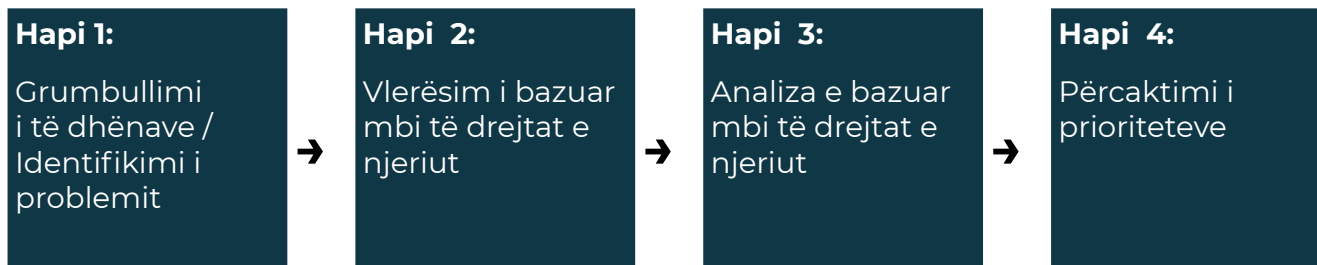 Hapi 1:
Grumbullimi
i të dhënave /
Identifikimi i
problemit
Hapi 2:
Vlerësim i bazuar
mbi të drejtat e
njeriut
Hapi 3:
Analiza e bazuar
mbi të drejtat e
njeriut
Hapi 4:
Përcaktimi i
prioriteteve